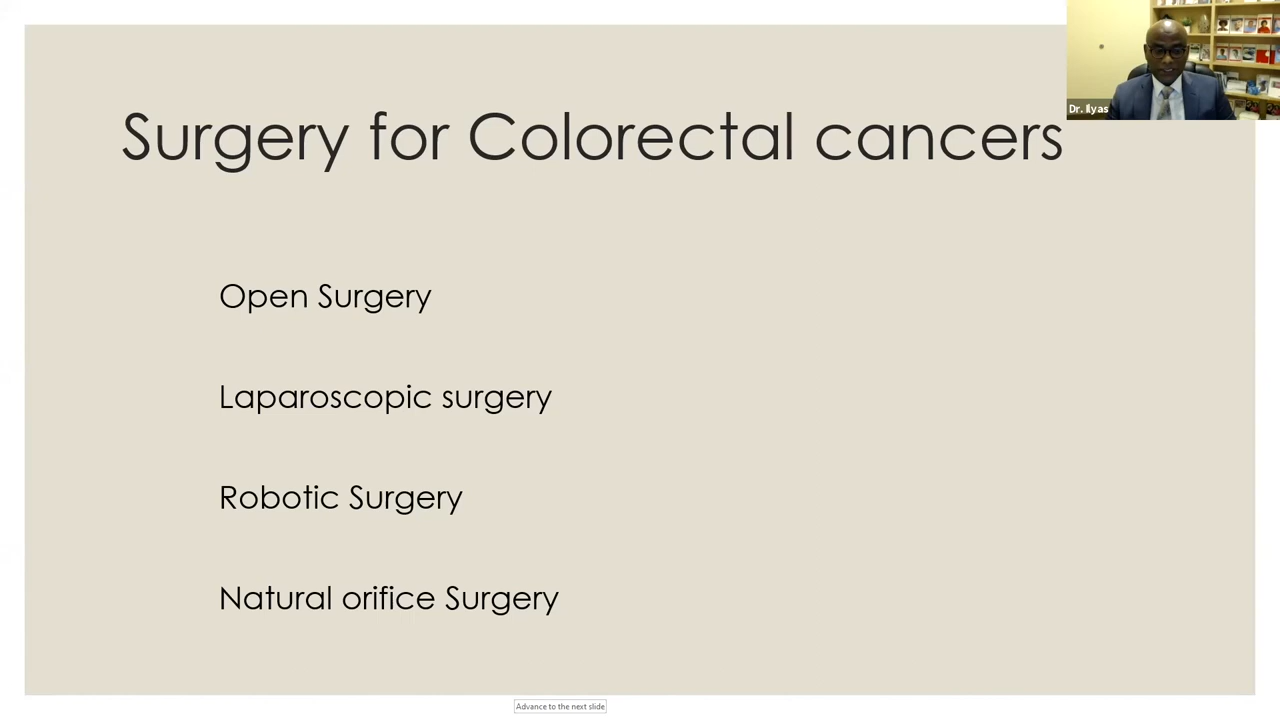 Surgery for Colorectal cancers
Dr. Ilyas
Open Surgery
Laparoscopic surgery
Robotic Surgery
Natural orifice Surgery
Advance to the next slide